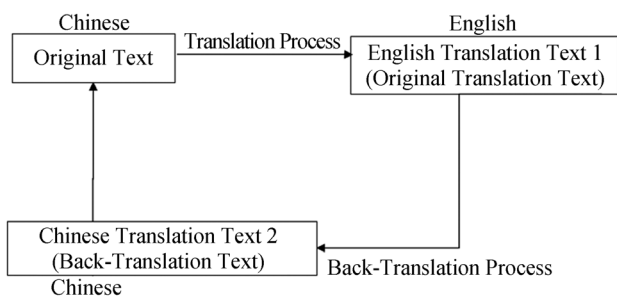 Chinese
Original Text
Translation Process
English
English Translation Text 1
(Original Translation Text)
Chinese Translation Text 2
(Back-Translation Text)
Chinese
Back-Translation Process